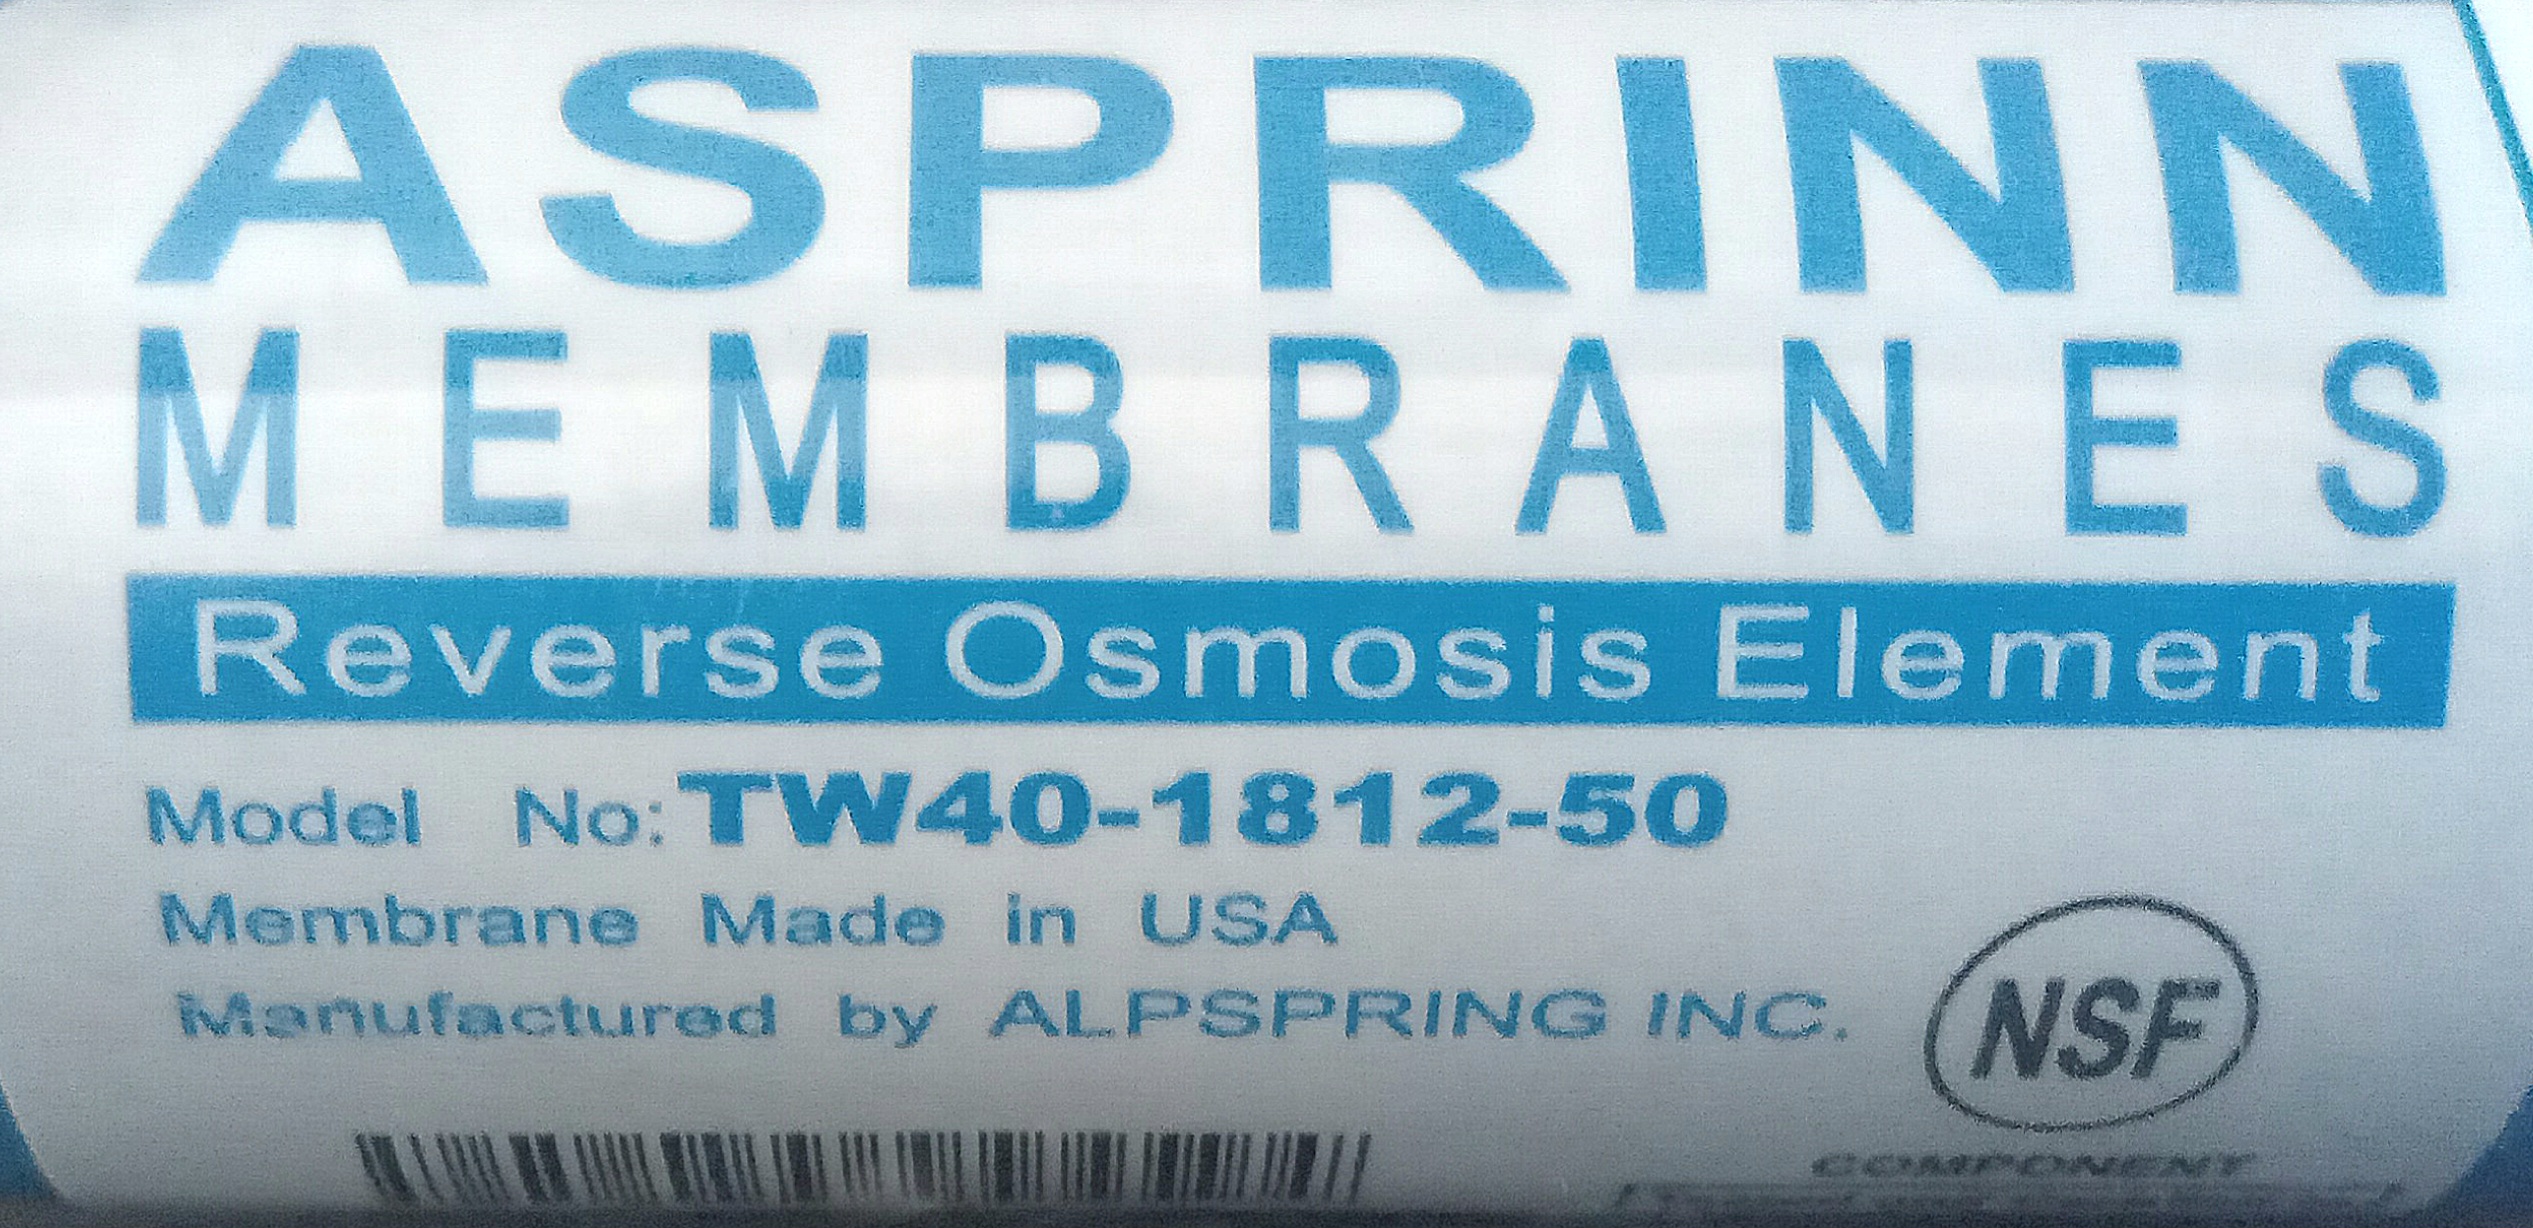 ASPRINN
MEMBRANES
Reverse Osmosis Element
Model No: TW40-1812-50
Membrane Made in USA
Manufactured by ALPSPRING INC.
NSF
COMPONENT